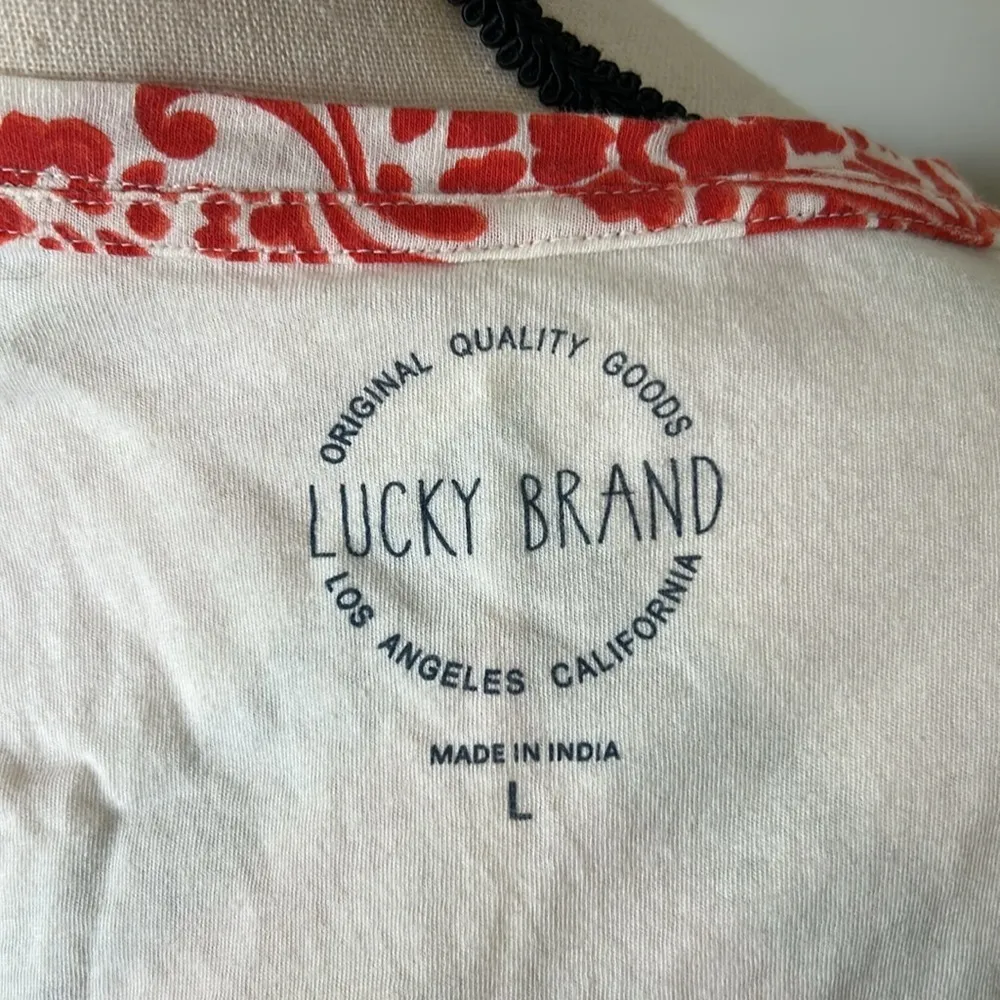 ORIGINAL QUALITY GOODS
LUCKY BRAND
LOS ANGELES CALIFORNIA
MADE IN INDIA
L